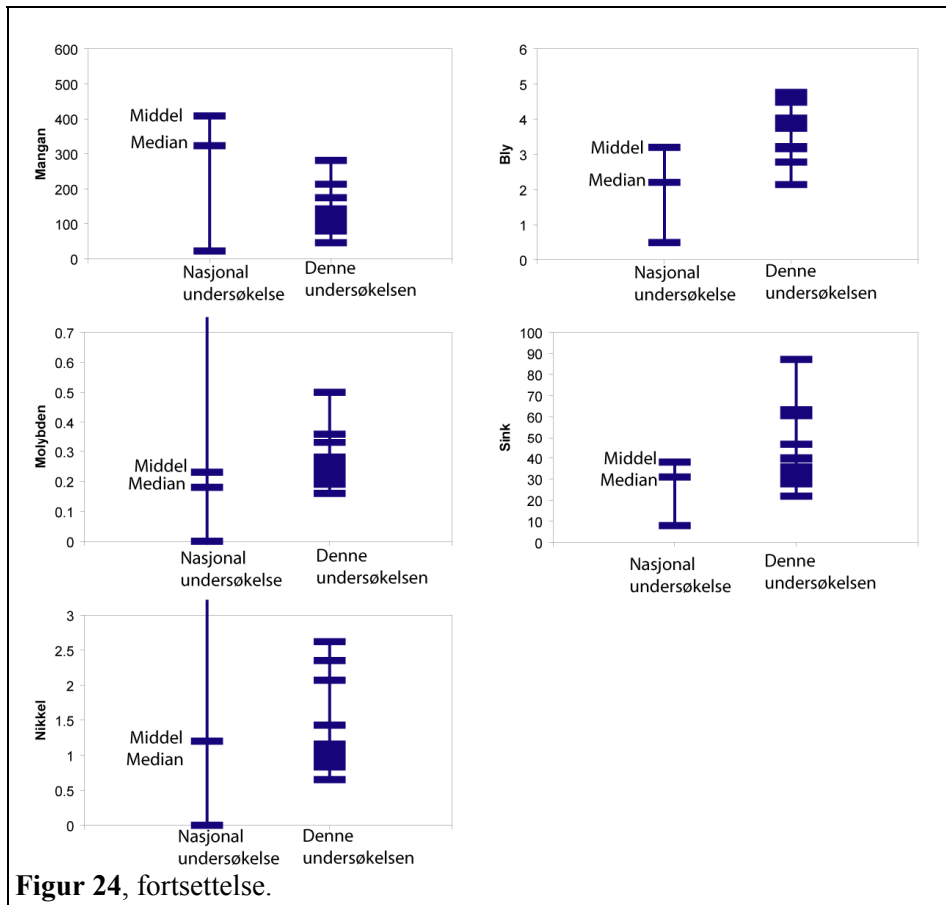 600
500
400
300
200
100
0
Mangan
Middel
Median
Nasjonal
undersøkelse
Denne
undersøkelsen
6
5
4
3
2
1
0
Bly
Middel
Median
Nasjonal
undersøkelse
Denne
undersøkelsen
0.7
0.6
0.5
0.4
0.3
0.2
0.1
0
Molybden
Middel
Median
Nasjonal
undersøkelse
Denne
undersøkelsen
100
90
80
70
60
50
40
30
20
10
0
Sink
Middel
Median
Nasjonal
undersøkelse
Denne
undersøkelsen
3
2.5
2
1.5
1
0.5
0
Nikkel
Middel
Median
Nasjonal
undersøkelse
Denne
undersøkelsen
Figur 24, fortsettelse.